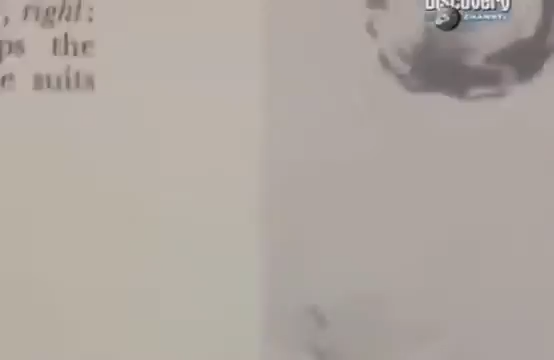 , right:
ps the
e suits
Discovery
CHANNEL